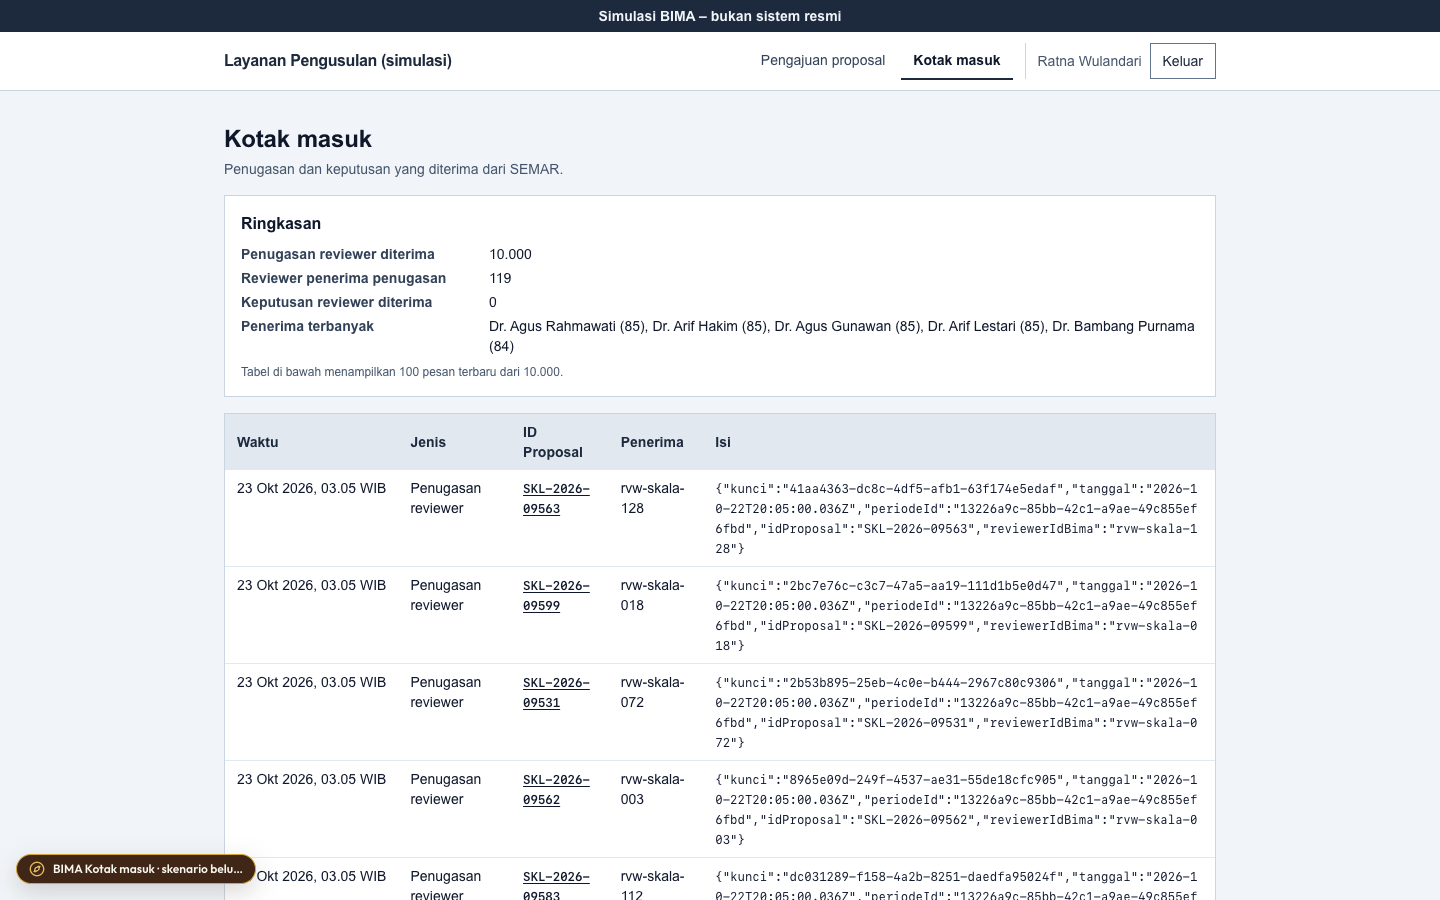 Simulasi BIMA – bukan sistem resmi
Layanan Pengusulan (simulasi)
Pengajuan proposal
Kotak masuk
Ratna Wulandari
Keluar
Kotak masuk
Penugasan dan keputusan yang diterima dari SEMAR.
Ringkasan
Penugasan reviewer diterima 10.000
Reviewer penerima penugasan 119
Keputusan reviewer diterima 0
Penerima terbanyak Dr. Agus Rahmawati (85), Dr. Arif Hakim (85), Dr. Agus Gunawan (85), Dr. Arif Lestari (85), Dr. Bambang Purnama
(84)
Tabel di bawah menampilkan 100 pesan terbaru dari 10.000.
Waktu Jenis ID Proposal Penerima Isi
23 Okt 2026, 03.05 WIB Penugasan reviewer SKL-2026-09563 rvw-skala-128
{"kunci":"41aa4363-dc8c-4df5-afb1-63f174e5edaf","tanggal":"2026-1
0-22T20:05:00.036Z","periodeId":"13226a9c-85bb-42c1-a9ae-49c855ef
6fbd","idProposal":"SKL-2026-09563","reviewerIdBima":"rvw-skala-1
28"}
23 Okt 2026, 03.05 WIB Penugasan reviewer SKL-2026-09599 rvw-skala-018
{"kunci":"2bc7e76c-c3c7-47a5-aa19-111d1b5e0d47","tanggal":"2026-1
0-22T20:05:00.036Z","periodeId":"13226a9c-85bb-42c1-a9ae-49c855ef
6fbd","idProposal":"SKL-2026-09599","reviewerIdBima":"rvw-skala-0
18"}
23 Okt 2026, 03.05 WIB Penugasan reviewer SKL-2026-09531 rvw-skala-072
{"kunci":"2b53b895-25eb-4c0e-b444-2967c80c9306","tanggal":"2026-1
0-22T20:05:00.036Z","periodeId":"13226a9c-85bb-42c1-a9ae-49c855ef
6fbd","idProposal":"SKL-2026-09531","reviewerIdBima":"rvw-skala-0
72"}
23 Okt 2026, 03.05 WIB Penugasan reviewer SKL-2026-09562 rvw-skala-003
{"kunci":"8965e09d-249f-4537-ae31-55de18cfc905","tanggal":"2026-1
0-22T20:05:00.036Z","periodeId":"13226a9c-85bb-42c1-a9ae-49c855ef
6fbd","idProposal":"SKL-2026-09562","reviewerIdBima":"rvw-skala-0
03"}
Okt 2026, 03.05 WIB Penugasan reviewer SKL-2026-09583 rvw-skala-112
{"kunci":"dc031289-f158-4a2b-8251-daedfa95024f","tanggal":"2026-1
0-22T20:05:00.036Z","periodeId":"13226a9c-85bb-42c1-a9ae-49c855ef
BIMA Kotak masuk · skenario belu...